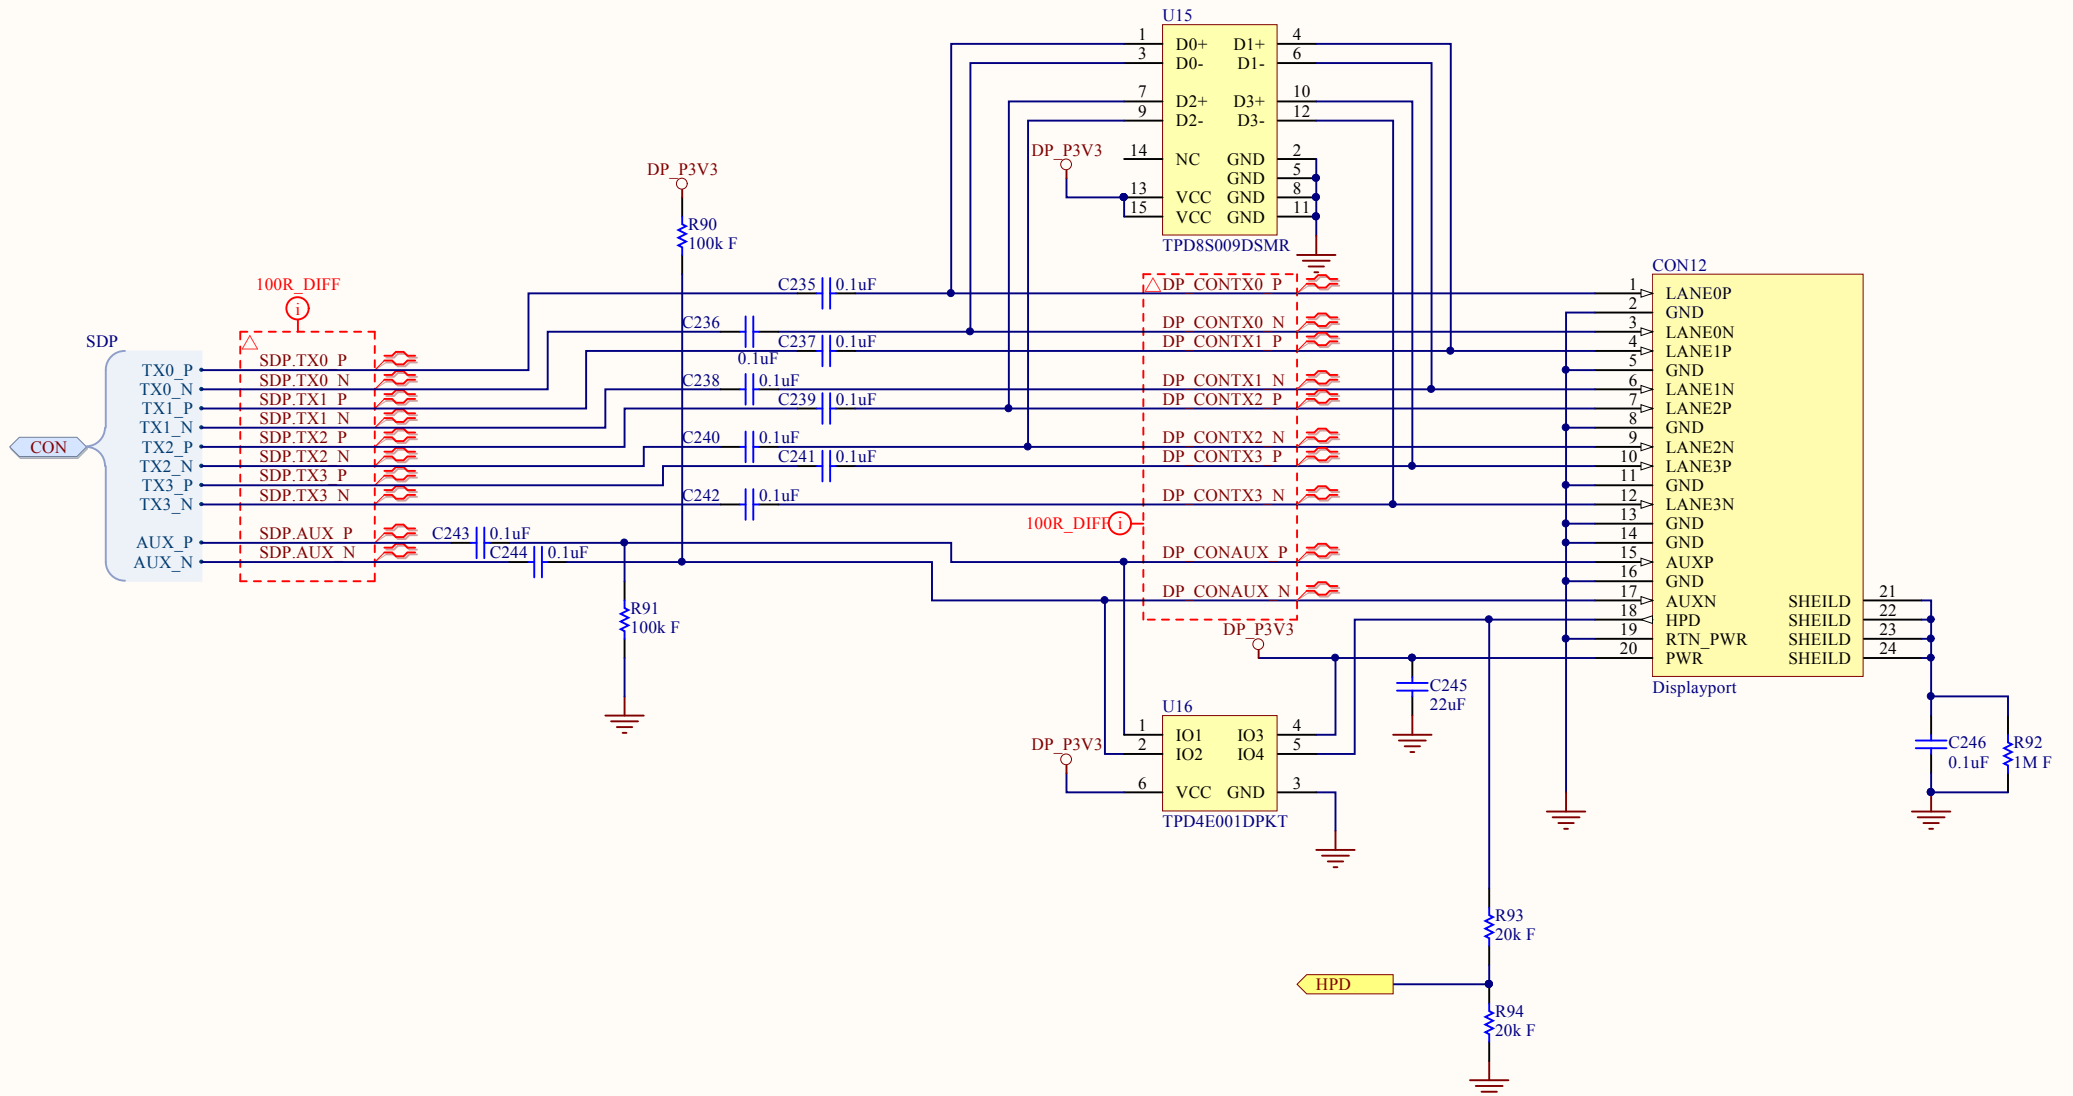 U15
1 D0+ D1+ 4
3 D0- D1- 6
7 D2+ D3+ 10
9 D2- D3- 12
DP_P3V3
14 NC GND 2
GND 5
13 VCC GND 8
15 VCC GND 11
TPD8S009DSMR
DP_P3V3
R90
100k F
100R_DIFF
SDP
CON
TX0_P SDP.TX0_P
TX0_N SDP.TX0_N
TX1_P SDP.TX1_P
TX1_N SDP.TX1_N
TX2_P SDP.TX2_P
TX2_N SDP.TX2_N
TX3_P SDP.TX3_P
TX3_N SDP.TX3_N
AUX_P SDP.AUX_P
AUX_N SDP.AUX_N
C235 0.1uF
C236 0.1uF
C237 0.1uF
C238 0.1uF
C239 0.1uF
C240 0.1uF
C241 0.1uF
C242 0.1uF
C243 0.1uF
C244 0.1uF
R91
100k F
DP_CONTX0_P
DP_CONTX0_N
DP_CONTX1_P
DP_CONTX1_N
DP_CONTX2_P
DP_CONTX2_N
DP_CONTX3_P
DP_CONTX3_N
100R_DIFF
DP_CONAUX_P
DP_CONAUX_N
DP_P3V3
CON12
1 LANE0P
2 GND
3 LANE0N
4 LANE1P
5 GND
6 LANE1N
7 LANE2P
8 GND
9 LANE2N
10 LANE3P
11 GND
12 LANE3N
13 GND
14 GND
15 AUXP
16 GND
17 AUXN SHEILD 21
18 HPD SHEILD 22
19 RTN_PWR SHEILD 23
20 PWR SHEILD 24
Displayport
C245
22uF
U16
1 IO1 IO3 4
2 IO2 IO4 5
DP_P3V3
6 VCC GND 3
TPD4E001DPKT
C246
0.1uF
R92
1M F
R93
20k F
HPD
R94
20k F